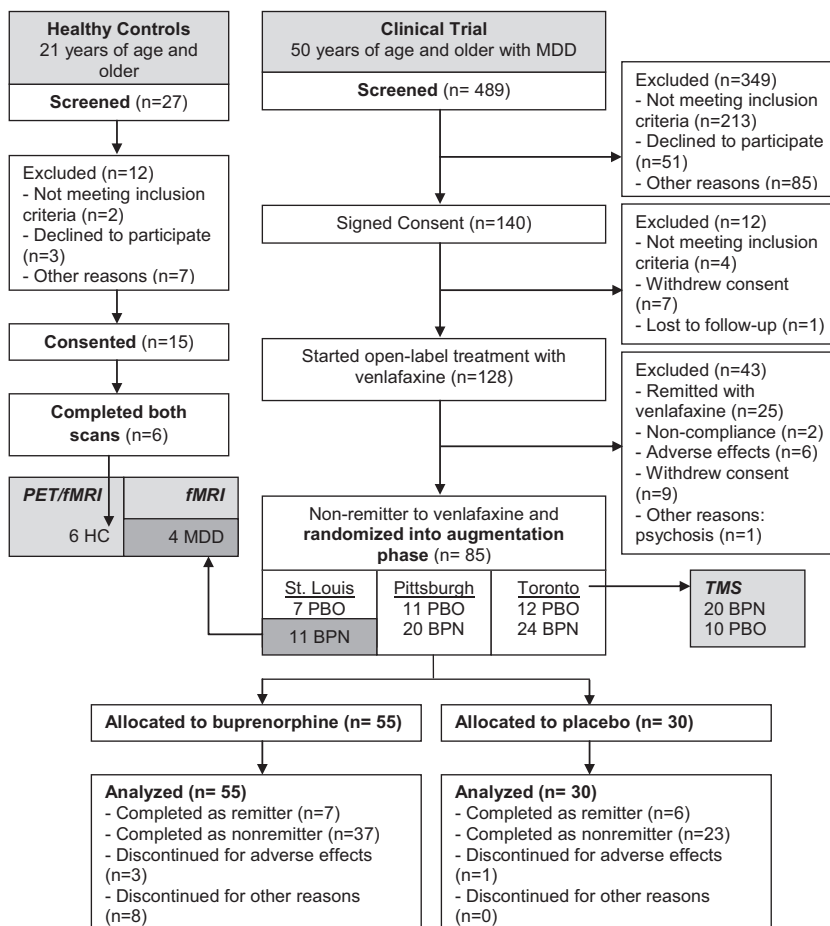 Healthy Controls
21 years of age and
older
Screened (n=27)
Excluded (n=12)
- Not meeting inclusion
criteria (n=2)
- Declined to participate
(n=3)
- Other reasons (n=7)
Consented (n=15)
Completed both
scans (n=6)
PET/fMRI
6 HC
fMRI
4 MDD
Clinical Trial
50 years of age and older with MDD
Screened (n= 489)
Excluded (n=349)
- Not meeting inclusion
criteria (n=213)
- Declined to participate
(n=51)
- Other reasons (n=85)
Signed Consent (n=140)
Excluded (n=12)
- Not meeting inclusion
criteria (n=4)
- Withdrew consent
(n=7)
- Lost to follow-up (n=1)
Started open-label treatment with
venlafaxine (n=128)
Excluded (n=43)
- Remitted with
venlafaxine (n=25)
- Non-compliance (n=2)
- Adverse effects (n=6)
- Withdrew consent
(n=9)
- Other reasons:
psychosis (n=1)
Non-remitter to venlafaxine and
randomized into augmentation
phase (n= 85)
St. Louis
7 PBO
11 BPN
Pittsburgh
11 PBO
20 BPN
Toronto
12 PBO
24 BPN
TMS
20 BPN
10 PBO
Allocated to buprenorphine (n= 55)
Allocated to placebo (n= 30)
Analyzed (n= 55)
- Completed as remitter (n=7)
- Completed as nonremitter (n=37)
- Discontinued for adverse effects
(n=3)
- Discontinued for other reasons
(n=8)
Analyzed (n= 30)
- Completed as remitter (n=6)
- Completed as nonremitter (n=23)
- Discontinued for adverse effects
(n=1)
- Discontinued for other reasons
(n=0)